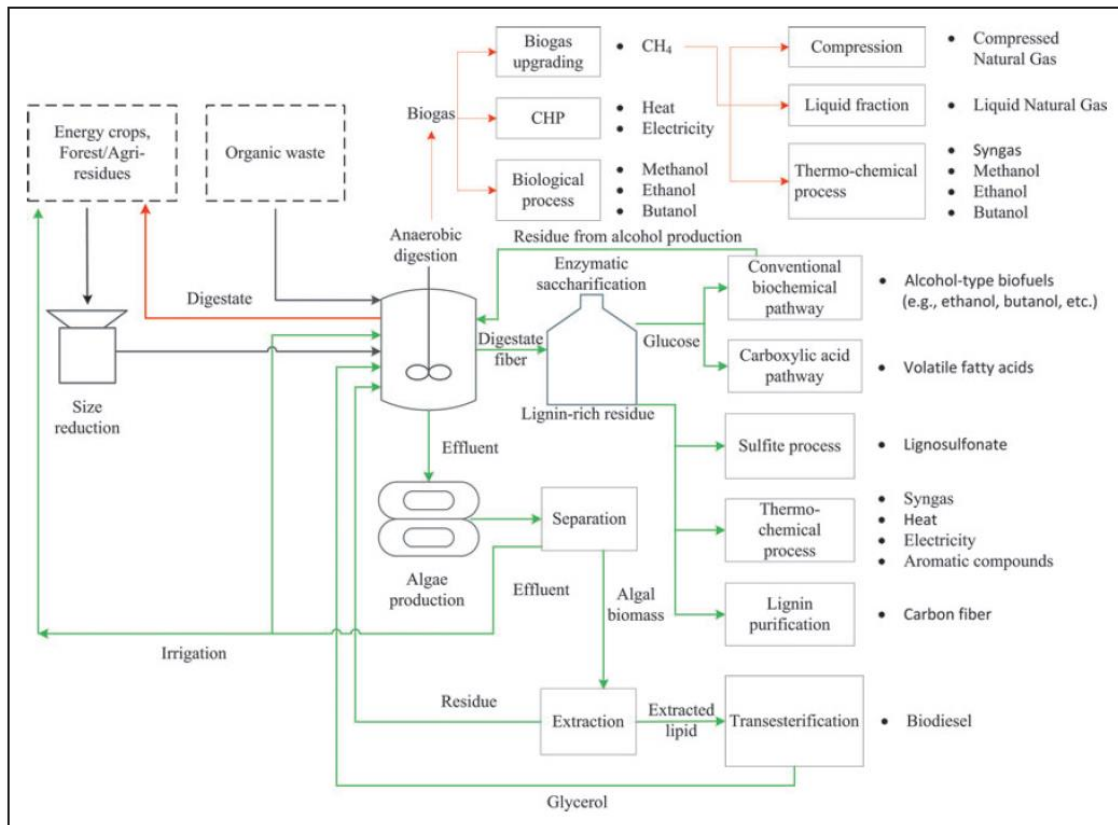 Biogas
upgrading
• CH₄
Compression
• Compressed
Natural Gas
Biogas
CHP
• Heat
• Electricity
Liquid fraction
• Liquid Natural Gas
Energy crops,
Forest/Agri-
residues
Organic waste
Biological
process
• Methanol
• Ethanol
• Butanol
Thermo-chemical
process
• Syngas
• Methanol
• Ethanol
• Butanol
Anaerobic
digestion
Residue from alcohol production
Enzymatic
saccharification
Conventional
biochemical
pathway
• Alcohol-type biofuels
(e.g., ethanol, butanol, etc.)
Digestate
Digestate
fiber
Glucose
Carboxylic acid
pathway
• Volatile fatty acids
Size
reduction
Lignin-rich residue
Effluent
Sulfite process
• Lignosulfonate
Separation
Thermo-
chemical
process
• Syngas
• Heat
• Electricity
• Aromatic compounds
Algae
production
Effluent
Algal
biomass
Lignin
purification
• Carbon fiber
Irrigation
Residue
Extraction
Extracted
lipid
Transesterification
• Biodiesel
Glycerol